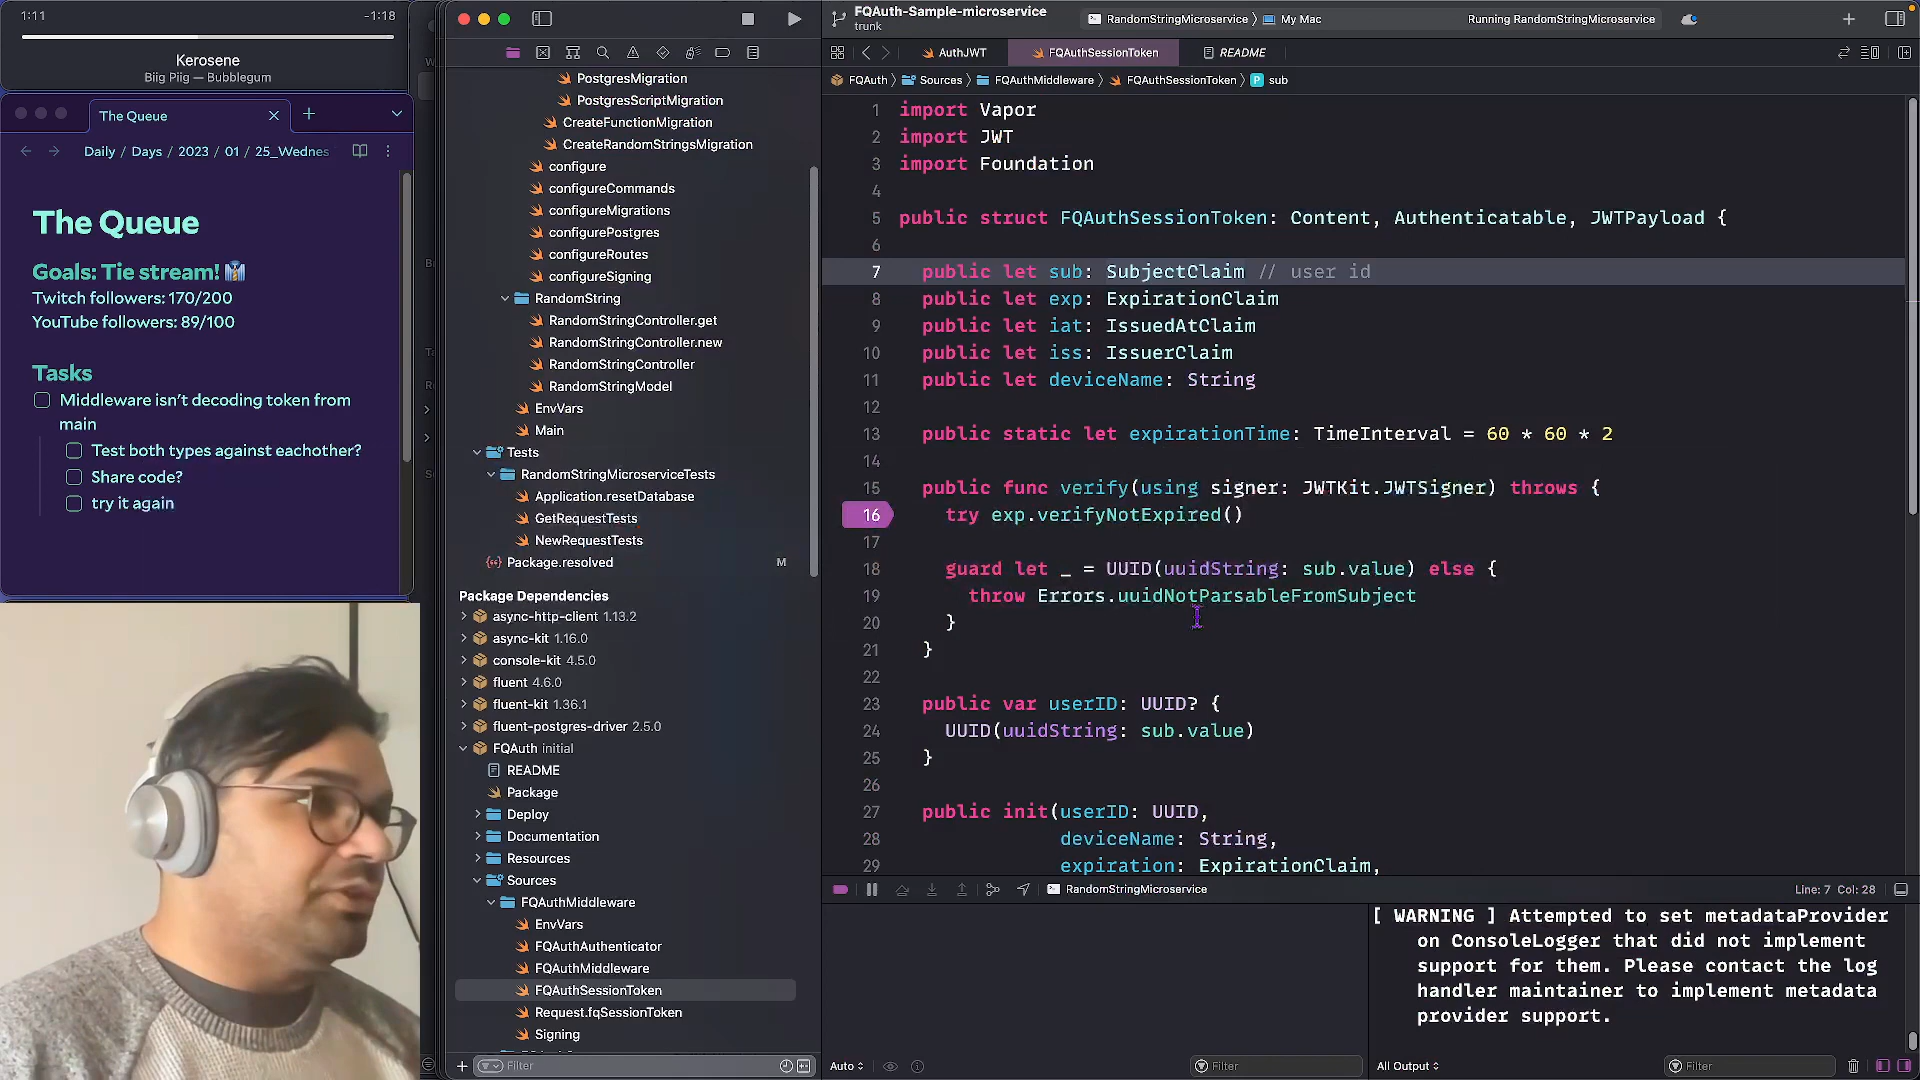 1:11
-1:18
Kerosene
Biig Piig — Bubblegum
The Queue
Daily / Days / 2023 / 01 / 25_Wednes
The Queue
Goals: Tie stream! 👔
Twitch followers: 170/200
YouTube followers: 89/100
Tasks
Middleware isn't decoding token from
main
Test both types against eachother?
Share code?
try it again
PostgresMigration
PostgresScriptMigration
CreateFunctionMigration
CreateRandomStringsMigration
configure
configureCommands
configureMigrations
configurePostgres
configureRoutes
configureSigning
RandomString
RandomStringController.get
RandomStringController.new
RandomStringController
RandomStringModel
EnvVars
Main
Tests
RandomStringMicroserviceTests
Application.resetDatabase
GetRequestTests
NewRequestTests
Package.resolved M
Package Dependencies
async-http-client 1.13.2
async-kit 1.16.0
console-kit 4.5.0
fluent 4.6.0
fluent-kit 1.36.1
fluent-postgres-driver 2.5.0
FQAuth initial
README
Package
Deploy
Documentation
Resources
Sources
FQAuthMiddleware
EnvVars
FQAuthAuthenticator
FQAuthMiddleware
FQAuthSessionToken
Request.fqSessionToken
Signing
Filter
FQAuth-Sample-microservice
trunk
RandomStringMicroservice 〉 My Mac
Running RandomStringMicroservice
AuthJWT
FQAuthSessionToken
README
FQAuth 〉 Sources 〉 FQAuthMiddleware 〉 FQAuthSessionToken 〉 P sub
1 import Vapor
2 import JWT
3 import Foundation
4
5 public struct FQAuthSessionToken: Content, Authenticatable, JWTPayload {
6
7 public let sub: SubjectClaim // user id
8 public let exp: ExpirationClaim
9 public let iat: IssuedAtClaim
10 public let iss: IssuerClaim
11 public let deviceName: String
12
13 public static let expirationTime: TimeInterval = 60 * 60 * 2
14
15 public func verify(using signer: JWTKit.JWTSigner) throws {
16 try exp.verifyNotExpired()
17
18 guard let _ = UUID(uuidString: sub.value) else {
19 throw Errors.uuidNotParsableFromSubject
20 }
21 }
22
23 public var userID: UUID? {
24 UUID(uuidString: sub.value)
25 }
26
27 public init(userID: UUID,
28 deviceName: String,
29 expiration: ExpirationClaim,
RandomStringMicroservice
Line: 7 Col: 28
[ WARNING ] Attempted to set metadataProvider
on ConsoleLogger that did not implement
support for them. Please contact the log
handler maintainer to implement metadata
provider support.
Auto
Filter
All Output
Filter